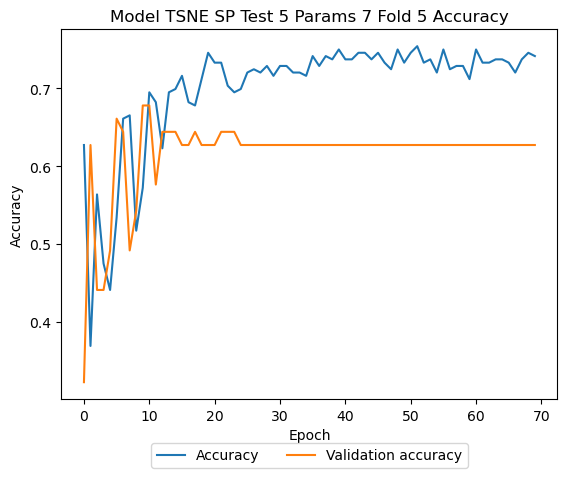 Model TSNE SP Test 5 Params 7 Fold 5 Accuracy
Accuracy
0.7
0.6
0.5
0.4
0 10 20 30 40 50 60 70
Epoch
Accuracy Validation accuracy